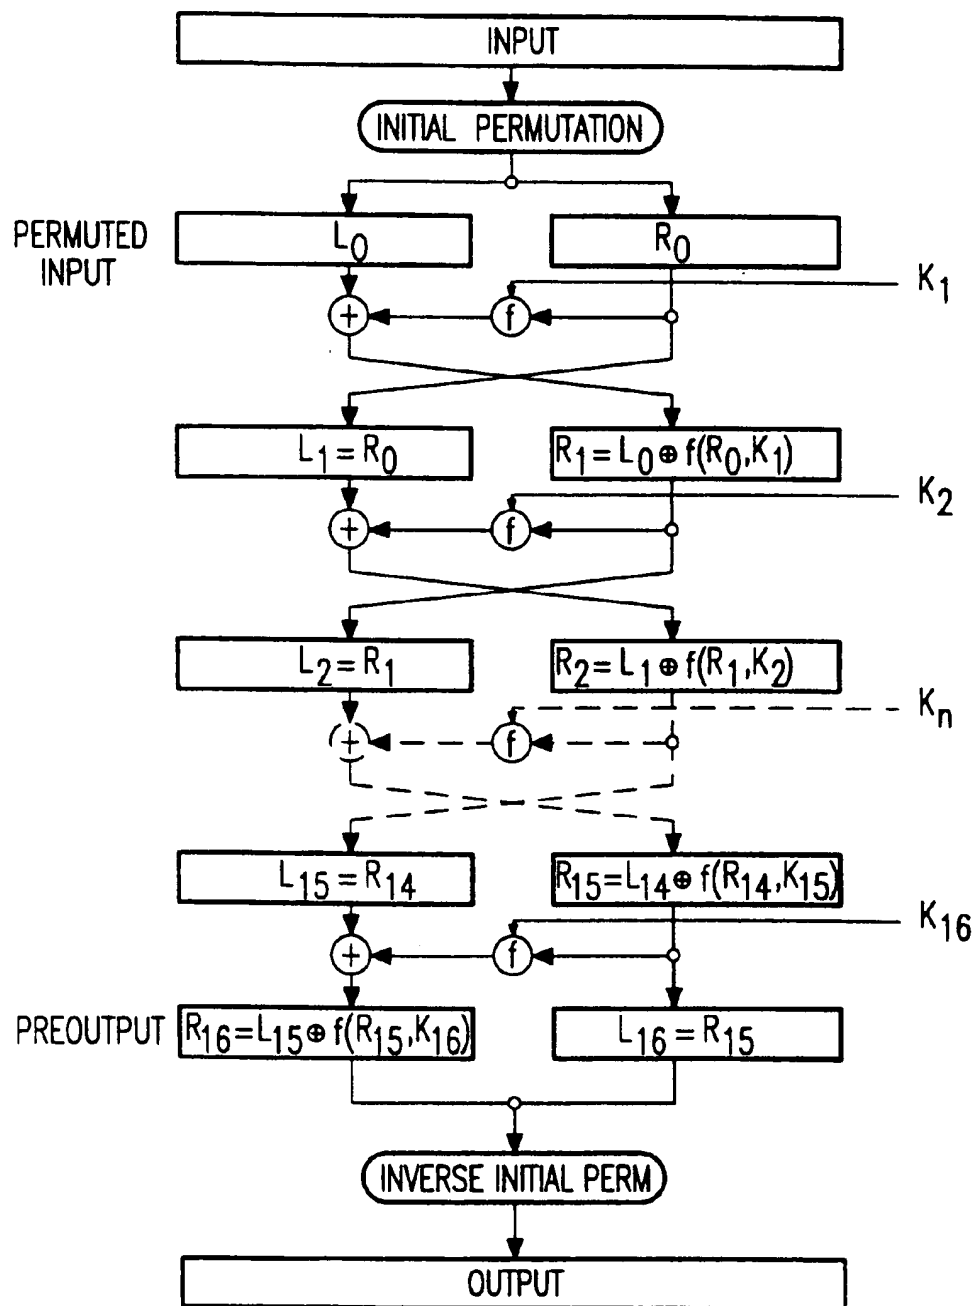 INPUT
INITIAL PERMUTATION
PERMUTED
INPUT
L0
R0
K1
+
f
L1 = R0
R1 = L0 ⊕ f(R0,K1)
K2
+
f
L2 = R1
R2 = L1 ⊕ f(R1,K2)
Kn
+
f
L15 = R14
R15 = L14 ⊕ f(R14,K15)
K16
+
f
PREOUTPUT
R16 = L15 ⊕ f(R15,K16)
L16 = R15
INVERSE INITIAL PERM
OUTPUT